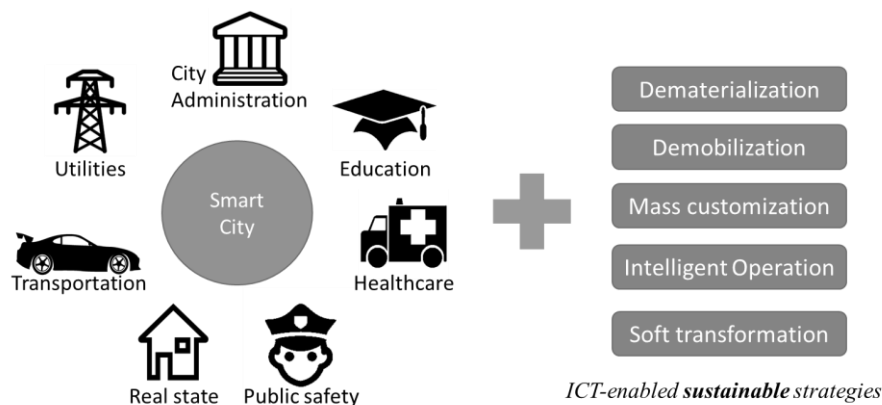 City
Administration
Utilities
Education
Smart
City
Transportation
Healthcare
Real state
Public safety
Dematerialization
Demobilization
Mass customization
Intelligent Operation
Soft transformation
ICT-enabled sustainable strategies